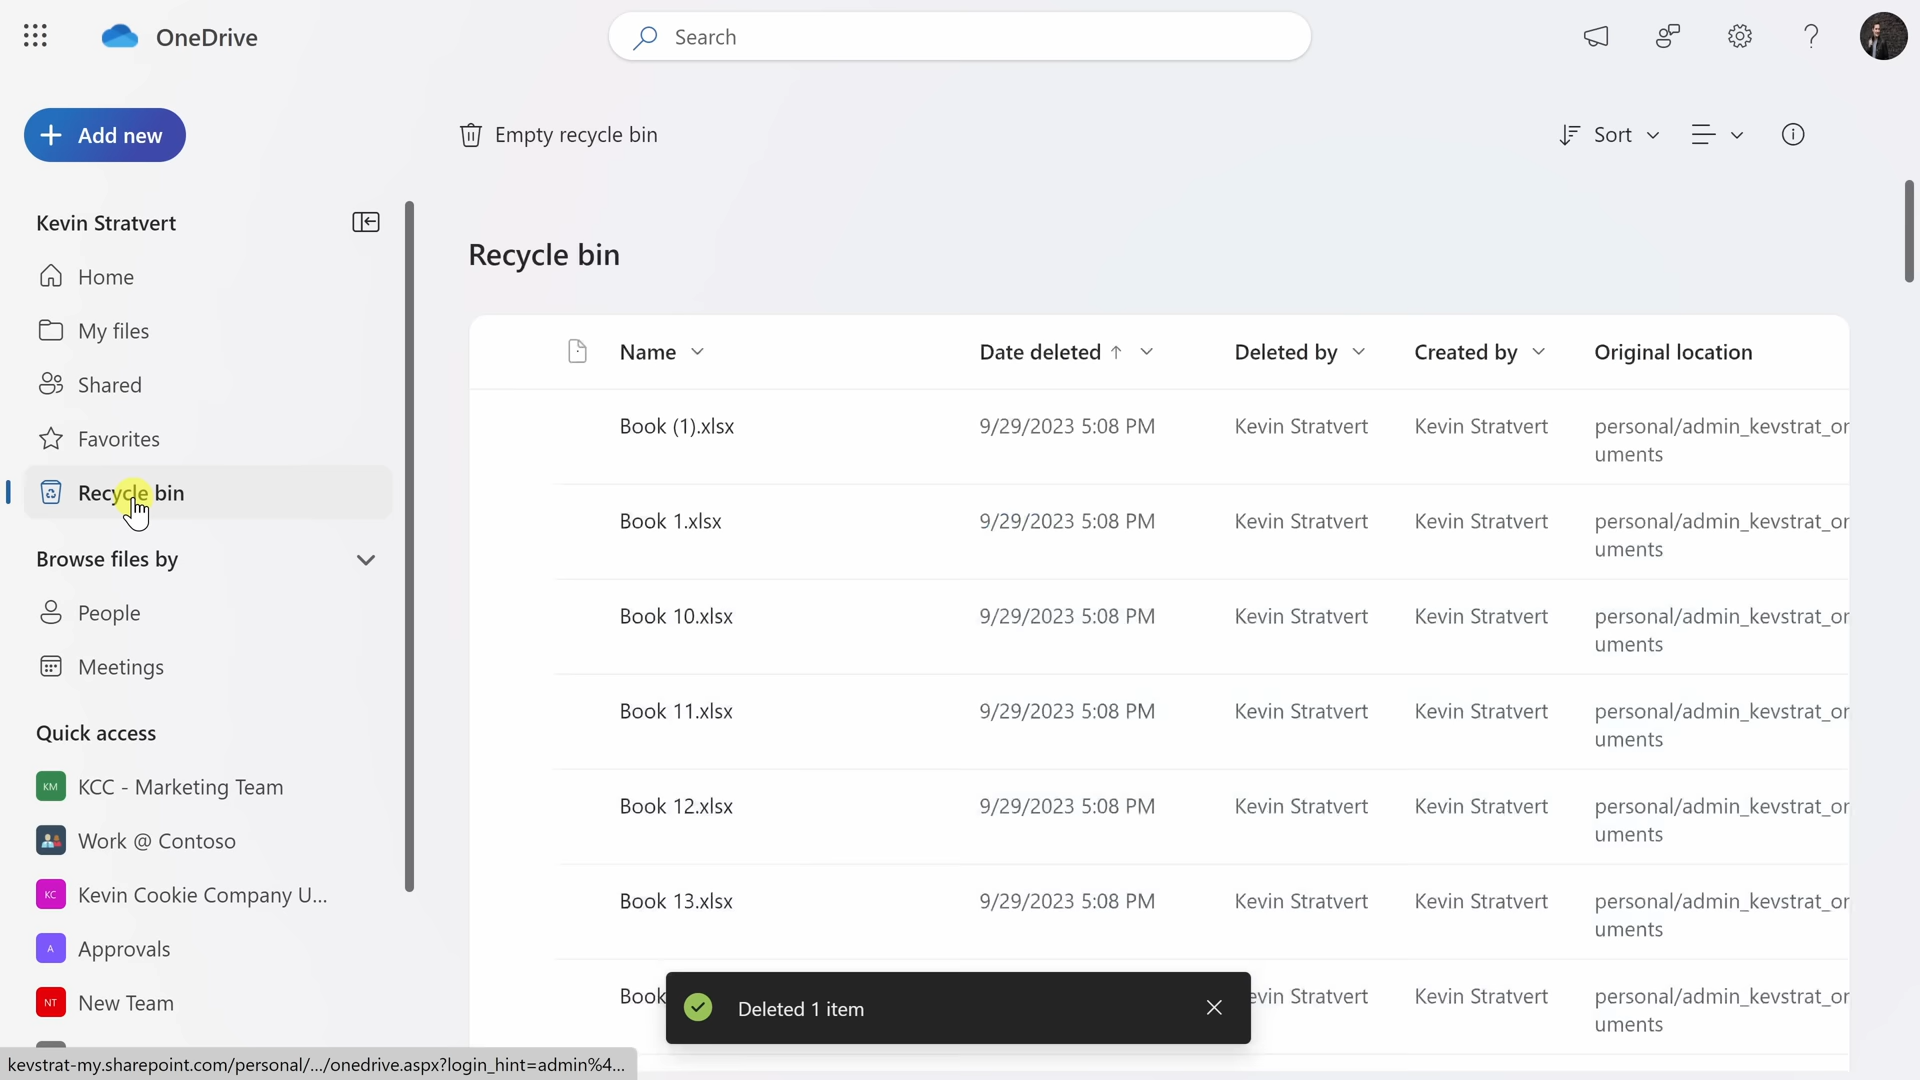 OneDrive
Search
Add new
Empty recycle bin
Sort
Kevin Stratvert
Home
My files
Shared
Favorites
Recycle bin
Browse files by
People
Meetings
Quick access
KM KCC - Marketing Team
Work @ Contoso
KC Kevin Cookie Company U...
A Approvals
NT New Team
Recycle bin
Name Date deleted Deleted by Created by Original location
Book (1).xlsx 9/29/2023 5:08 PM Kevin Stratvert Kevin Stratvert personal/admin_kevstrat_or
uments
Book 1.xlsx 9/29/2023 5:08 PM Kevin Stratvert Kevin Stratvert personal/admin_kevstrat_or
uments
Book 10.xlsx 9/29/2023 5:08 PM Kevin Stratvert Kevin Stratvert personal/admin_kevstrat_or
uments
Book 11.xlsx 9/29/2023 5:08 PM Kevin Stratvert Kevin Stratvert personal/admin_kevstrat_or
uments
Book 12.xlsx 9/29/2023 5:08 PM Kevin Stratvert Kevin Stratvert personal/admin_kevstrat_or
uments
Book 13.xlsx 9/29/2023 5:08 PM Kevin Stratvert Kevin Stratvert personal/admin_kevstrat_or
uments
Book evin Stratvert Kevin Stratvert personal/admin_kevstrat_or
uments
Deleted 1 item
kevstrat-my.sharepoint.com/personal/.../onedrive.aspx?login_hint=admin%4...